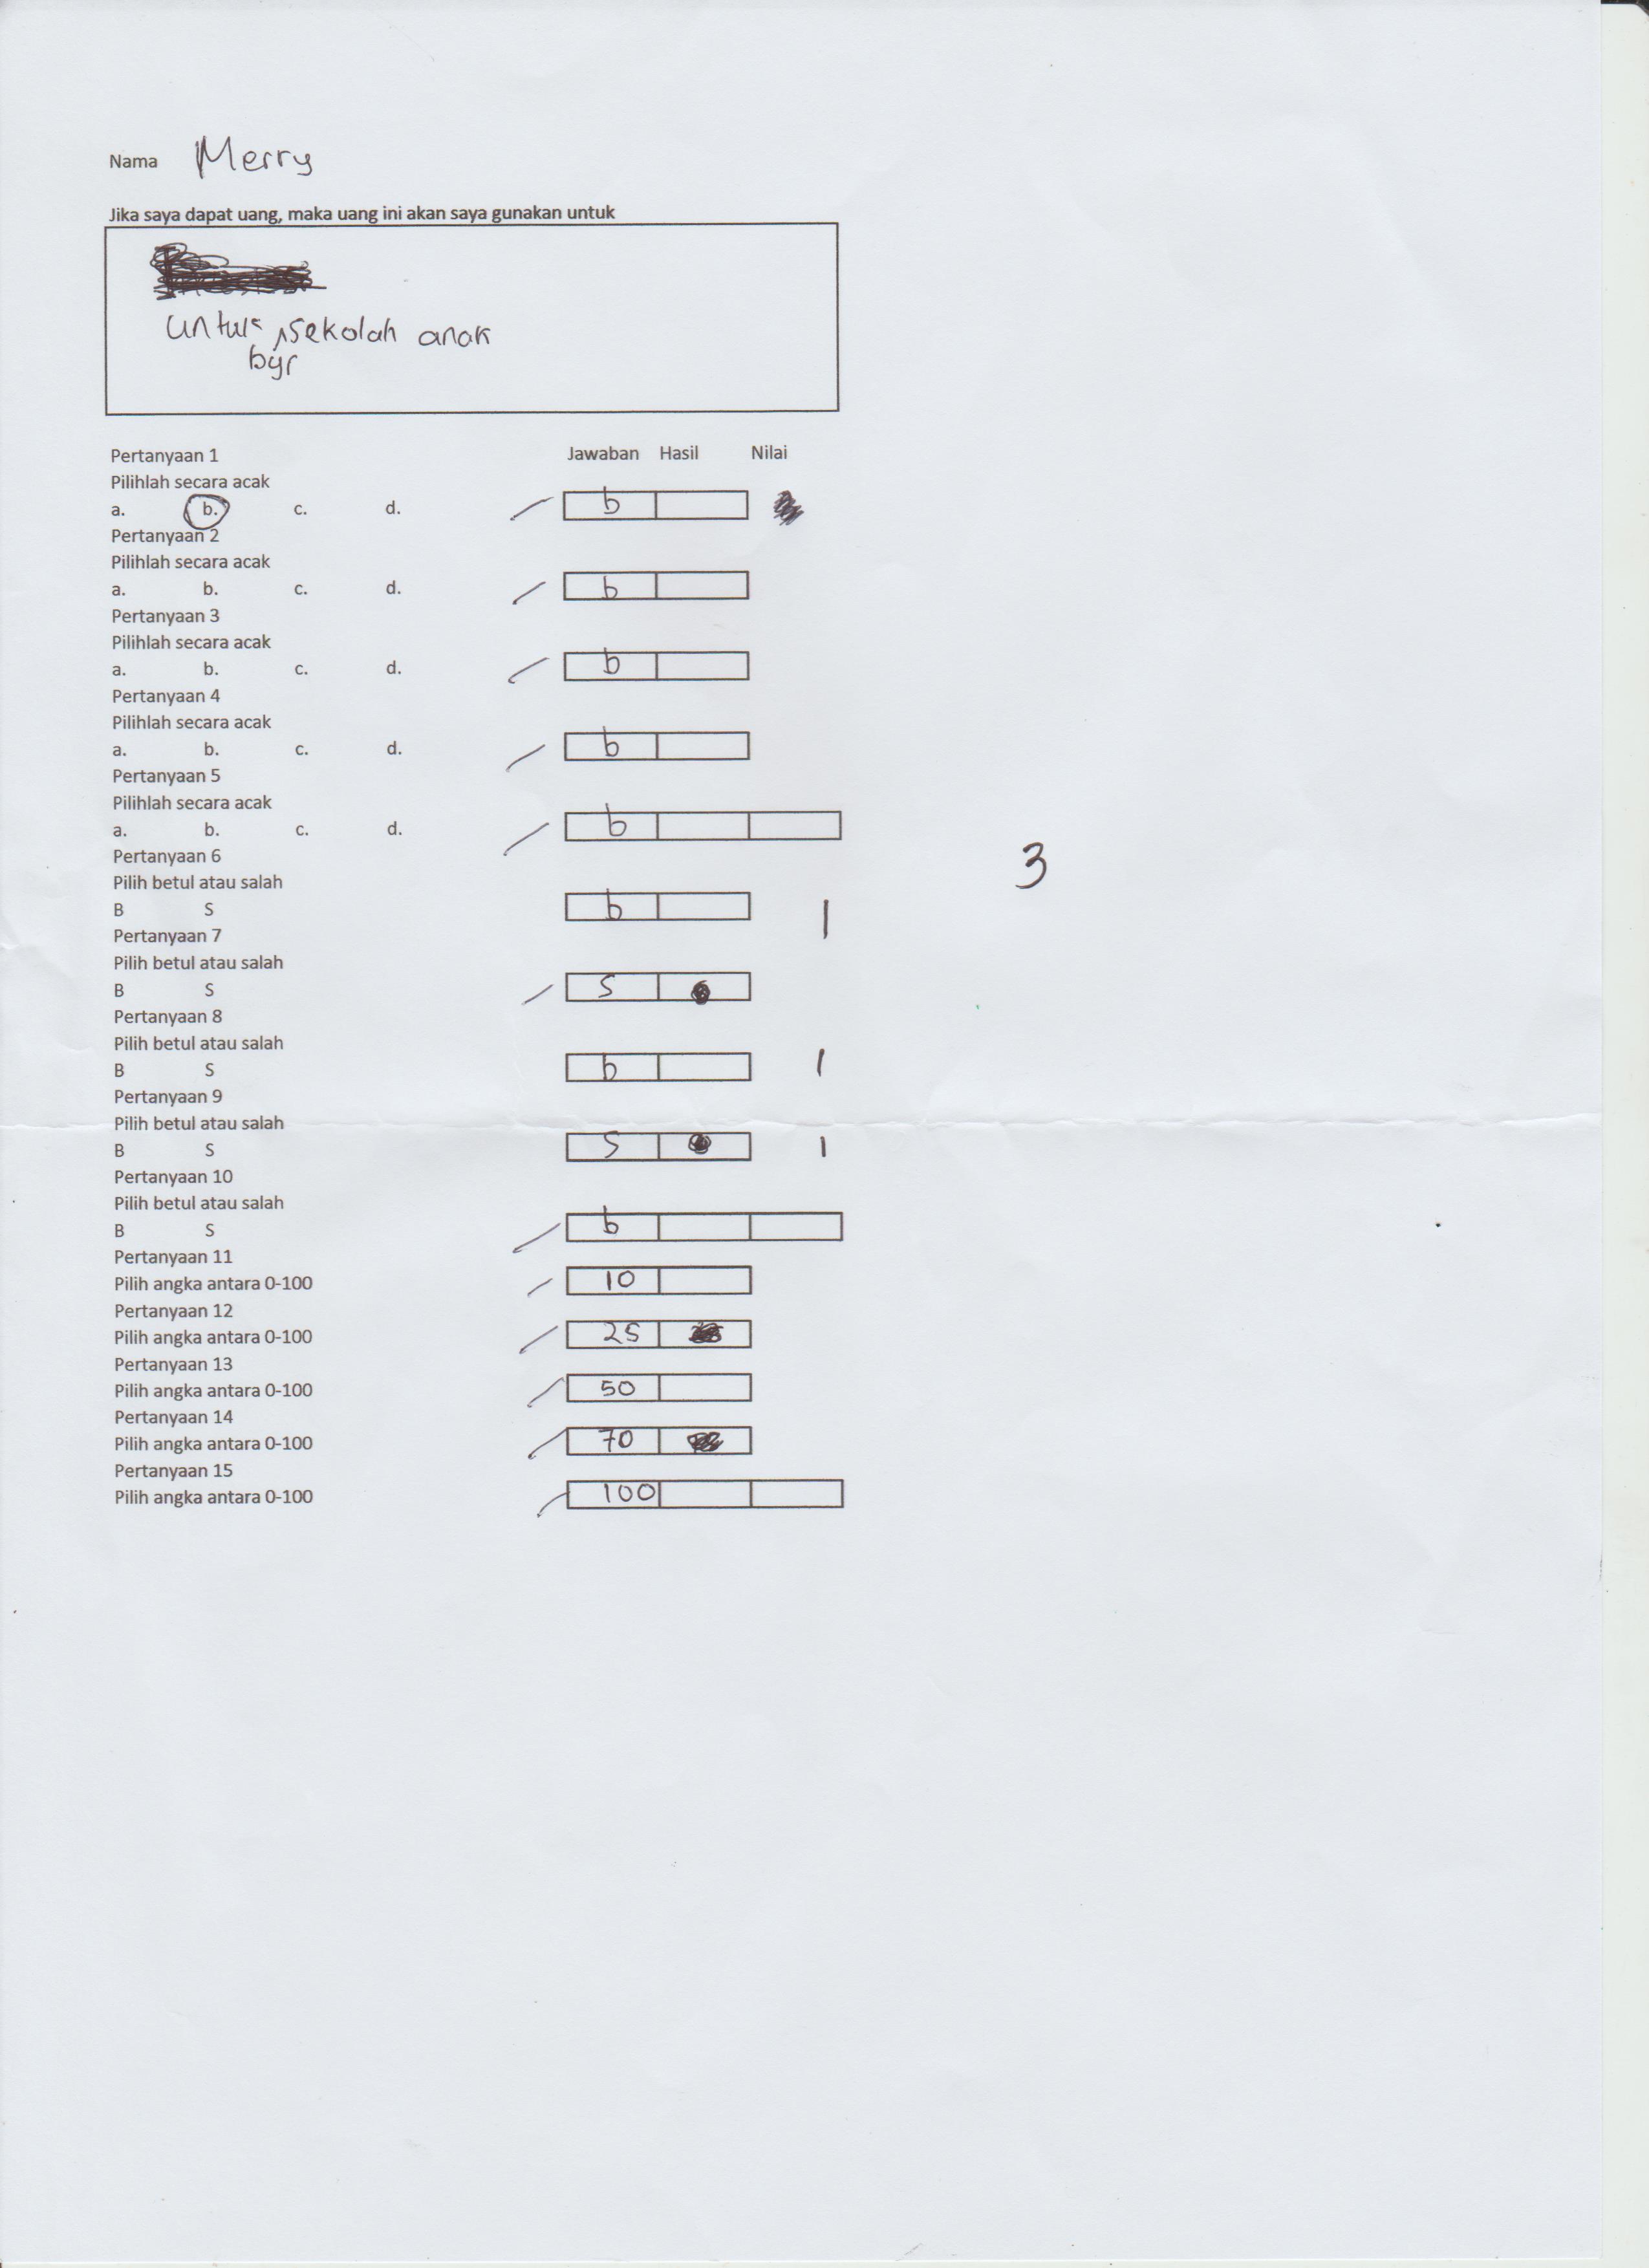 Nama Merry
Jika saya dapat uang, maka uang ini akan saya gunakan untuk
untuk sekolah anak
byr
Pertanyaan 1 Jawaban Hasil Nilai
Pilihlah secara acak
a. b. c. d. b
Pertanyaan 2
Pilihlah secara acak
a. b. c. d. b
Pertanyaan 3
Pilihlah secara acak
a. b. c. d. b
Pertanyaan 4
Pilihlah secara acak
a. b. c. d. b
Pertanyaan 5
Pilihlah secara acak
a. b. c. d. b
Pertanyaan 6 3
Pilih betul atau salah
B S b 1
Pertanyaan 7
Pilih betul atau salah
B S S
Pertanyaan 8
Pilih betul atau salah
B S b 1
Pertanyaan 9
Pilih betul atau salah
B S S 1
Pertanyaan 10
Pilih betul atau salah
B S b
Pertanyaan 11
Pilih angka antara 0-100 10
Pertanyaan 12
Pilih angka antara 0-100 25
Pertanyaan 13
Pilih angka antara 0-100 50
Pertanyaan 14
Pilih angka antara 0-100 70
Pertanyaan 15
Pilih angka antara 0-100 100